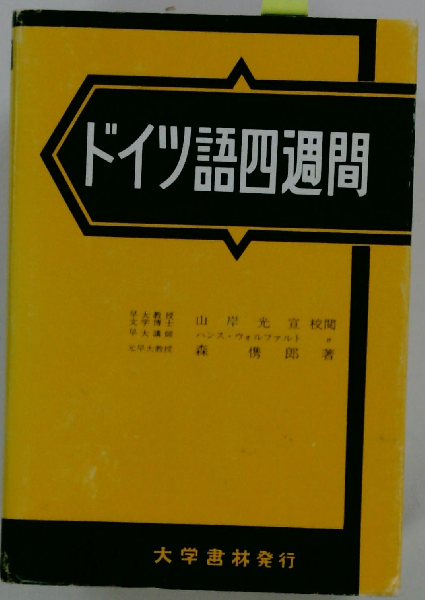 ドイツ語四週間
早大教授
文学博士 山岸光宣 校閲
早大講師 ハンス・ヴォルファルト 〃
元早大教授 森儁郎 著
大学書林発行